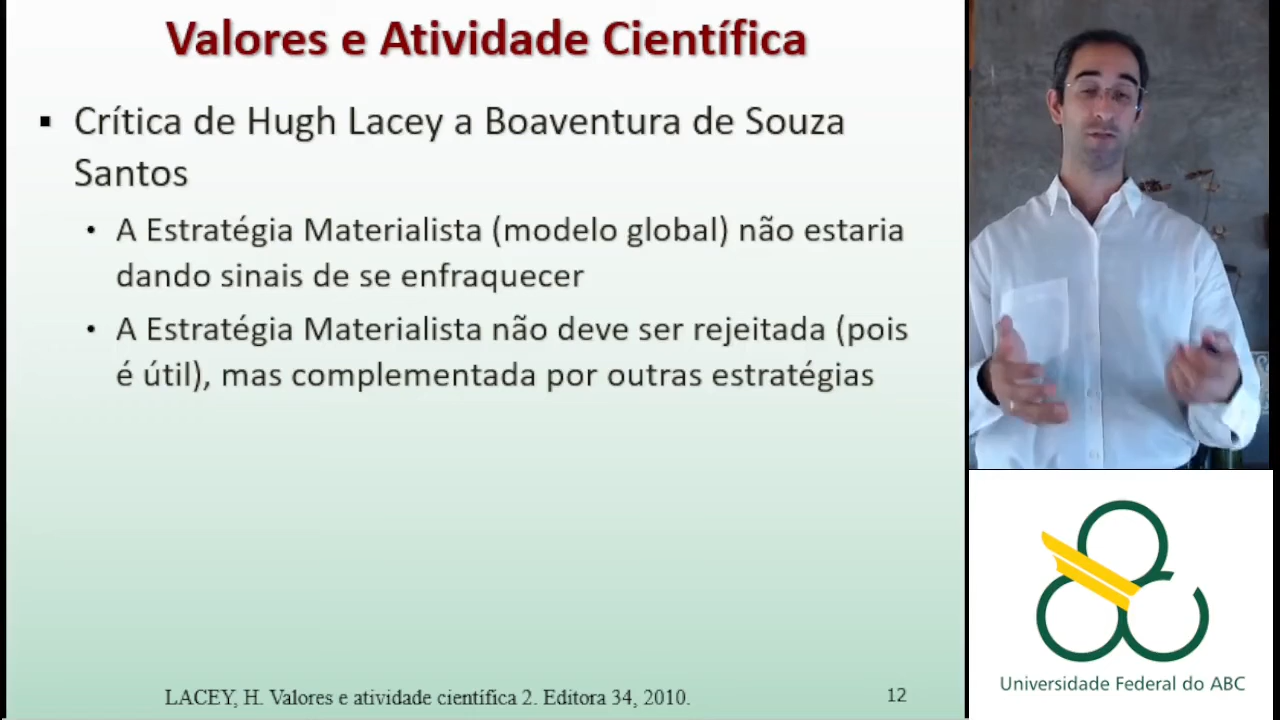 Valores e Atividade Científica
▪ Crítica de Hugh Lacey a Boaventura de Souza
Santos
• A Estratégia Materialista (modelo global) não estaria
dando sinais de se enfraquecer
• A Estratégia Materialista não deve ser rejeitada (pois
é útil), mas complementada por outras estratégias
LACEY, H. Valores e atividade científica 2. Editora 34, 2010.
12
Universidade Federal do ABC